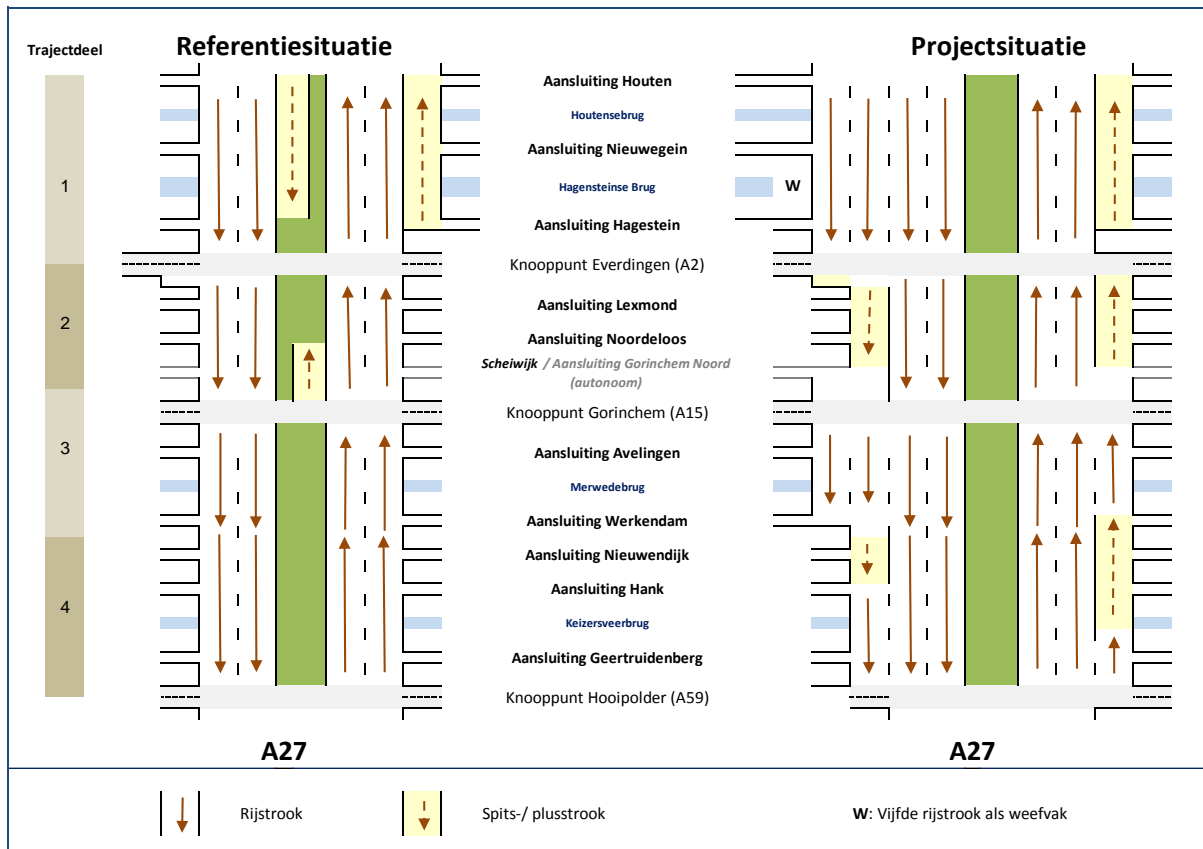 Trajectdeel
Referentiesituatie
Projectsituatie
1
2
3
4
Aansluiting Houten
Houtensebrug
Aansluiting Nieuwegein
Hagensteinse Brug
W
Aansluiting Hagestein
Knooppunt Everdingen (A2)
Aansluiting Lexmond
Aansluiting Noordeloos
Scheiwijk / Aansluiting Gorinchem Noord
(autonoom)
Knooppunt Gorinchem (A15)
Aansluiting Avelingen
Merwedebrug
Aansluiting Werkendam
Aansluiting Nieuwendijk
Aansluiting Hank
Keizersveerbrug
Aansluiting Geertruidenberg
Knooppunt Hooipolder (A59)
A27
A27
Rijstrook
Spits-/ plusstrook
W: Vijfde rijstrook als weefvak